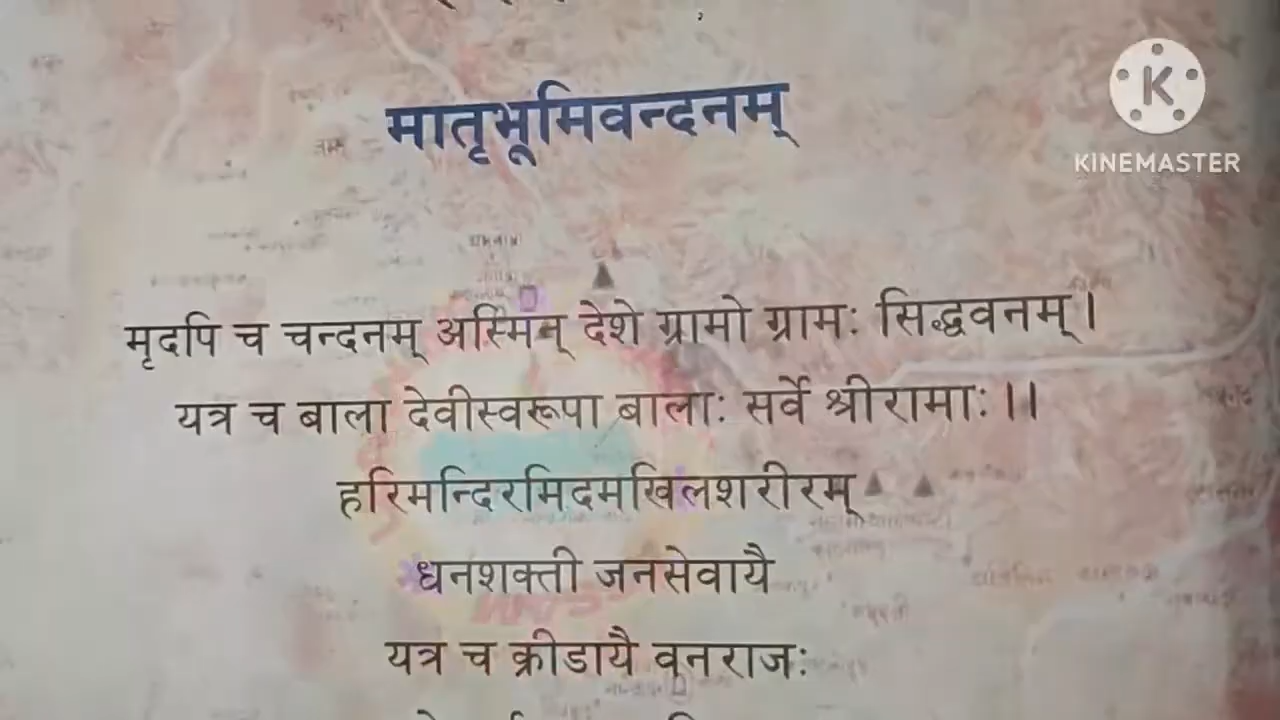 मातृभूमिवन्दनम्
KINEMASTER
मृदपि च चन्दनम् अस्मिन् देशे ग्रामो ग्रामः सिद्धवनम्।
यत्र च बाला देवीस्वरूपा बालाः सर्वे श्रीरामाः।।
हरिमन्दिरमिदमखिलशरीरम्
धनशक्ती जनसेवायै
यत्र च क्रीडायै वनराजः